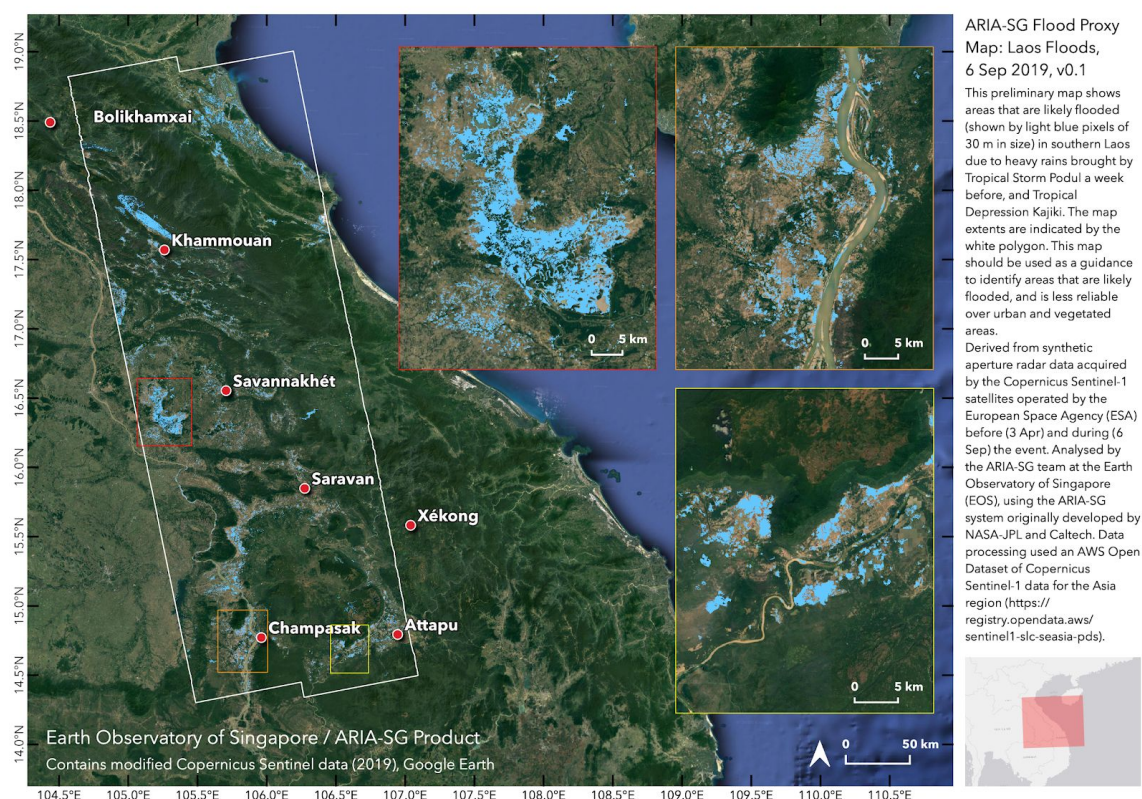 ARIA-SG Flood Proxy
Map: Laos Floods,
6 Sep 2019, v0.1
This preliminary map shows
areas that are likely flooded
(shown by light blue pixels of
30 m in size) in southern Laos
due to heavy rains brought by
Tropical Storm Podul a week
before, and Tropical
Depression Kajiki. The map
extents are indicated by the
white polygon. This map
should be used as a guidance
to identify areas that are likely
flooded, and is less reliable
over urban and vegetated
areas.
Derived from synthetic
aperture radar data acquired
by the Copernicus Sentinel-1
satellites operated by the
European Space Agency (ESA)
before (3 Apr) and during (6
Sep) the event. Analysed by
the ARIA-SG team at the Earth
Observatory of Singapore
(EOS), using the ARIA-SG
system originally developed by
NASA-JPL and Caltech. Data
processing used an AWS Open
Dataset of Copernicus
Sentinel-1 data for the Asia
region (https://
registry.opendata.aws/
sentinel1-slc-seasia-pds).
19.0°N
18.5°N
18.0°N
17.5°N
17.0°N
16.5°N
16.0°N
15.5°N
15.0°N
14.5°N
14.0°N
Bolikhamxai
Khammouan
Savannakhét
Saravan
Xékong
Champasak
Attapu
0 5 km
0 5 km
0 5 km
0 50 km
Earth Observatory of Singapore / ARIA-SG Product
Contains modified Copernicus Sentinel data (2019), Google Earth
104.5°E 105.0°E 105.5°E 106.0°E 106.5°E 107.0°E 107.5°E 108.0°E 108.5°E 109.0°E 109.5°E 110.0°E 110.5°E